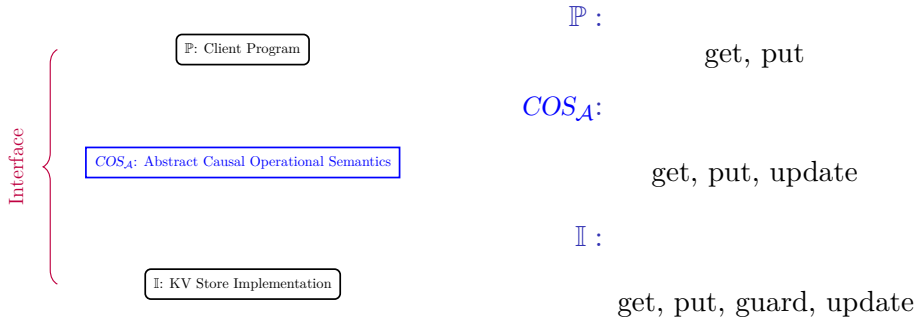 Interface
ℙ: Client Program
COS_𝒜: Abstract Causal Operational Semantics
𝕀: KV Store Implementation
ℙ :
get, put
COS_𝒜:
get, put, update
𝕀 :
get, put, guard, update